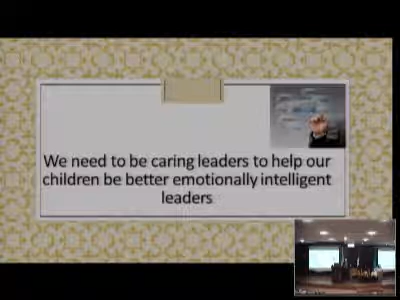 We need to be caring leaders to help our
children be better emotionally intelligent
leaders